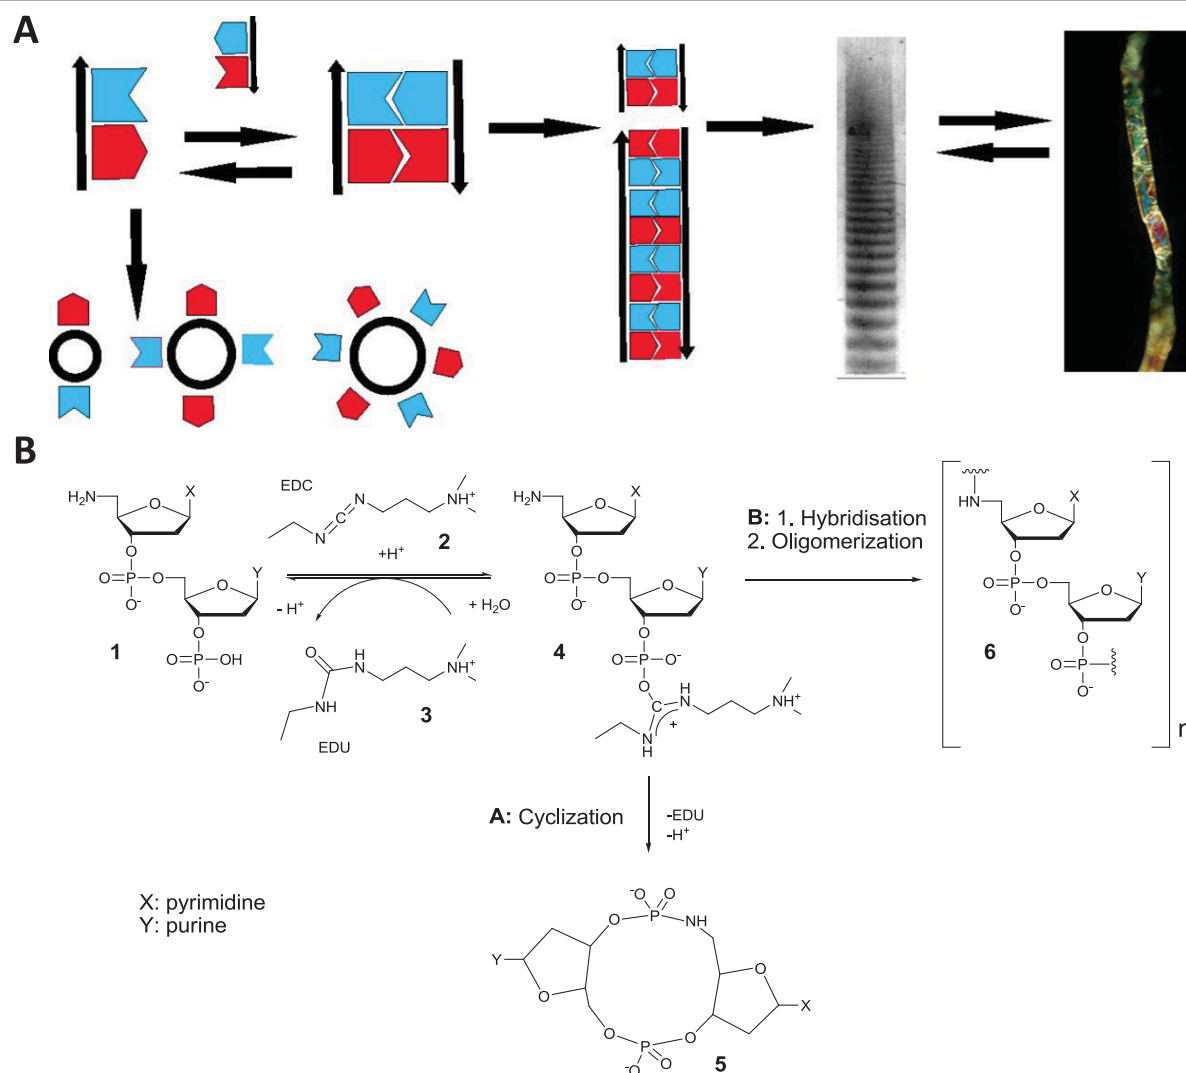 A
B
H₂N
X
O
O
O=P-O
O⁻
O
Y
O
O=P-OH
O⁻
1
EDC
N=C=N
NH⁺
2
+H⁺
- H⁺
+ H₂O
O
NH
NH⁺
NH
3
EDU
H₂N
X
O
O
O=P-O
O⁻
O
Y
O
O=P-O⁻
O
H
C
N
NH⁺
N
H
+
4
B: 1. Hybridisation
2. Oligomerization
HN
X
O
O
O=P-O
O⁻
O
Y
O
O=P
O⁻
6
n
A: Cyclization
-EDU
-H⁺
X: pyrimidine
Y: purine
⁻O
O
O
P
NH
Y
O
O
X
O
P
O
⁻O
O
5